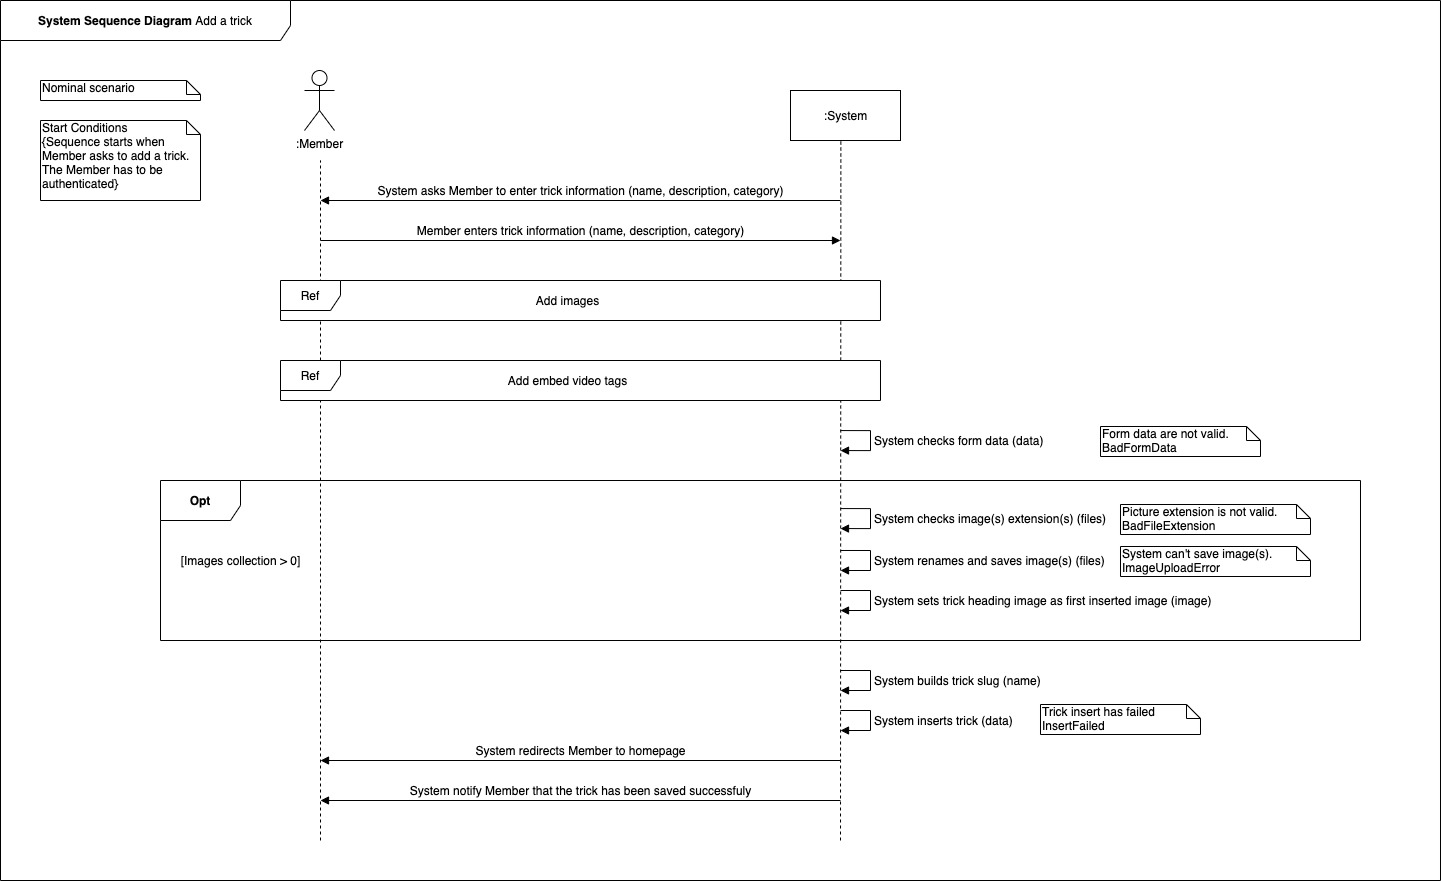 System Sequence Diagram Add a trick
Nominal scenario
Start Conditions
{Sequence starts when
Member asks to add a trick.
The Member has to be
authenticated}
:Member
:System
System asks Member to enter trick information (name, description, category)
Member enters trick information (name, description, category)
Ref
Add images
Ref
Add embed video tags
System checks form data (data)
Form data are not valid.
BadFormData
Opt
[Images collection > 0]
System checks image(s) extension(s) (files)
Picture extension is not valid.
BadFileExtension
System renames and saves image(s) (files)
System can't save image(s).
ImageUploadError
System sets trick heading image as first inserted image (image)
System builds trick slug (name)
System inserts trick (data)
Trick insert has failed
InsertFailed
System redirects Member to homepage
System notify Member that the trick has been saved successfuly